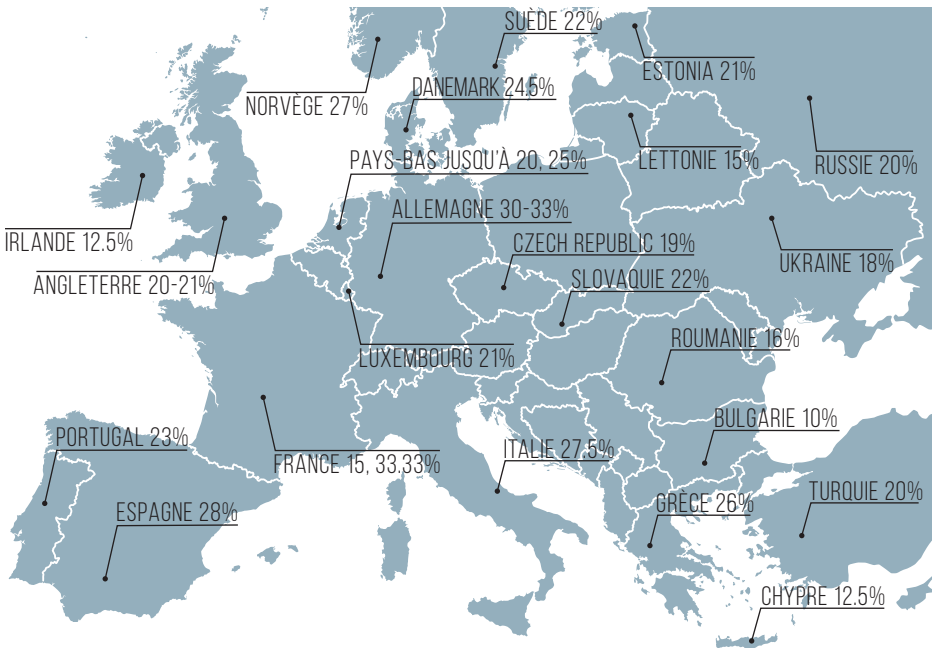 SUÈDE 22%
ESTONIA 21%
DANEMARK 24.5%
NORVÈGE 27%
PAYS-BAS JUSQU'À 20, 25%
LETTONIE 15%
RUSSIE 20%
ALLEMAGNE 30-33%
IRLANDE 12.5%
CZECH REPUBLIC 19%
UKRAINE 18%
ANGLETERRE 20-21%
SLOVAQUIE 22%
ROUMANIE 16%
LUXEMBOURG 21%
BULGARIE 10%
PORTUGAL 23%
ITALIE 27.5%
FRANCE 15, 33.33%
TURQUIE 20%
GRÈCE 26%
ESPAGNE 28%
CHYPRE 12.5%